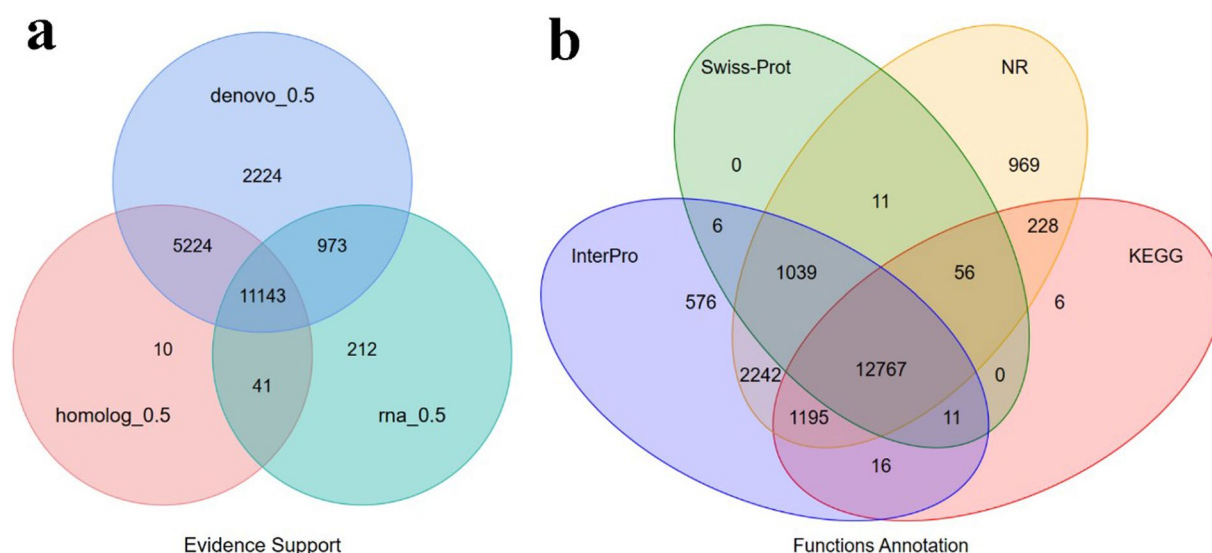 a
denovo_0.5
2224
5224
973
11143
10
212
41
homolog_0.5
rna_0.5
Evidence Support
b
Swiss-Prot
NR
0
969
11
6
228
InterPro
1039
56
KEGG
576
6
2242
12767
0
1195
11
16
Functions Annotation